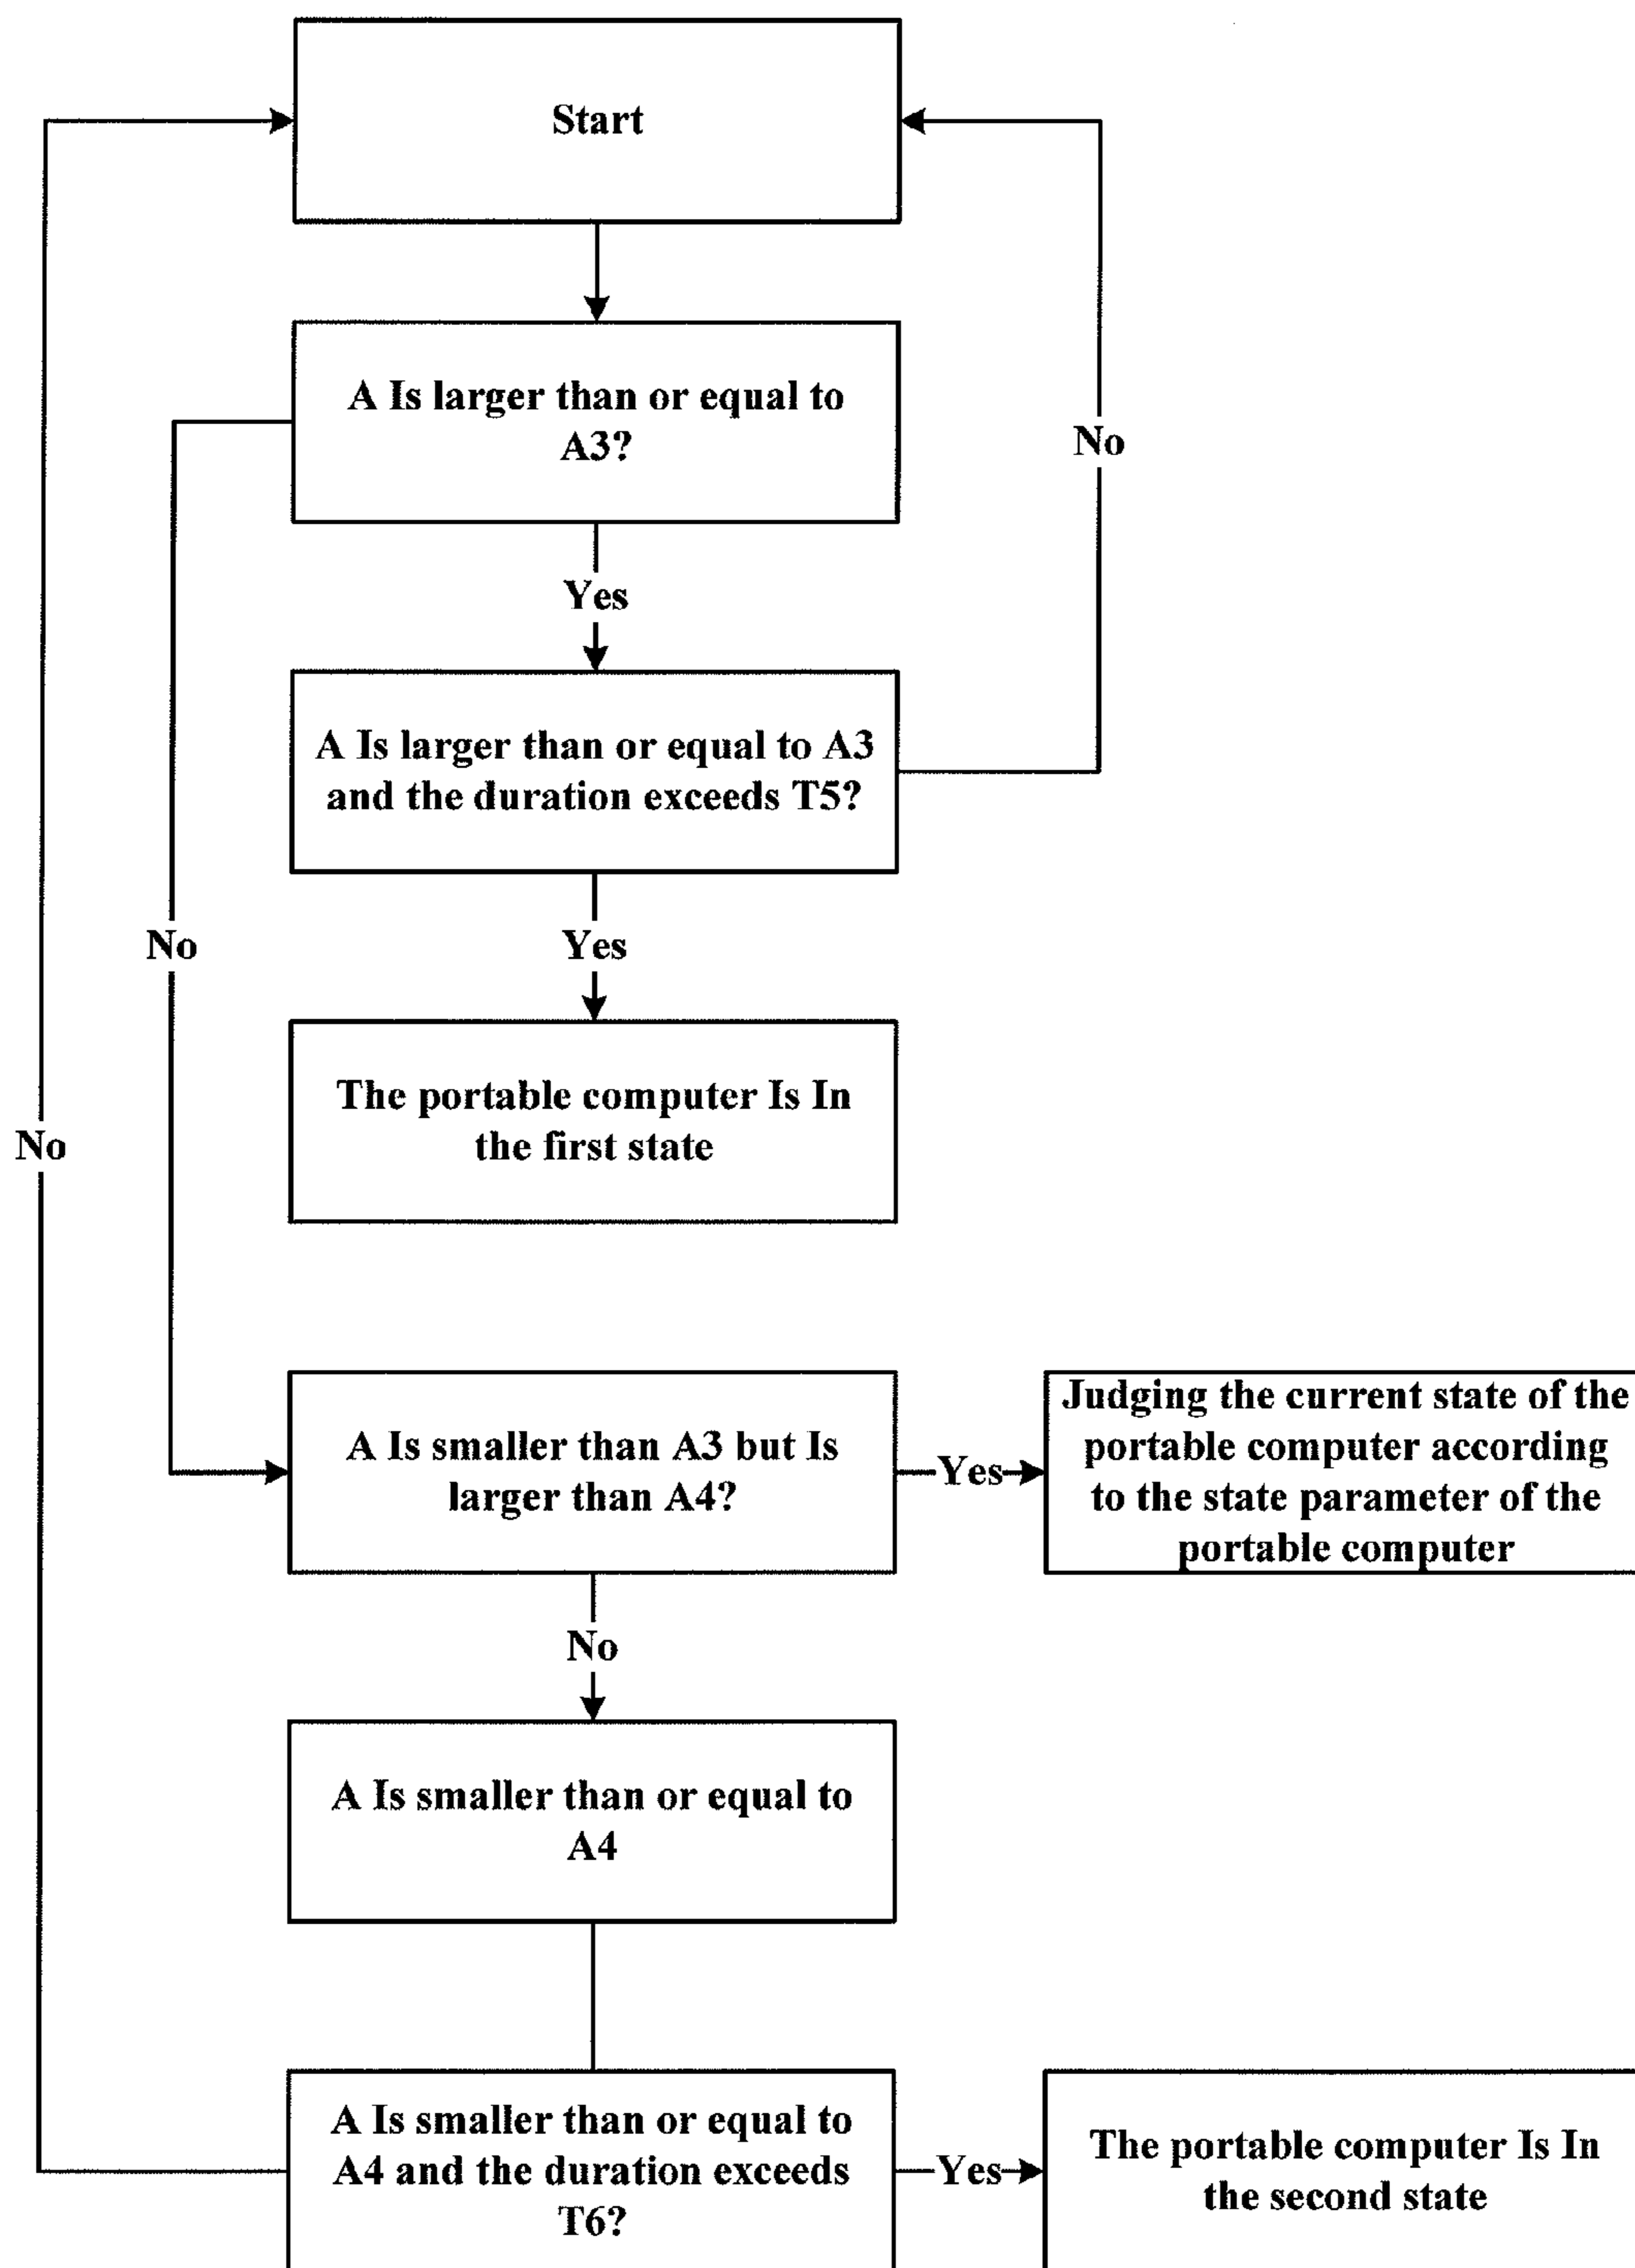 Start
A Is larger than or equal to
A3?
No
Yes
A Is larger than or equal to A3
and the duration exceeds T5?
No
Yes
The portable computer Is In
the first state
No
A Is smaller than A3 but Is
larger than A4?
Yes
Judging the current state of the
portable computer according
to the state parameter of the
portable computer
No
A Is smaller than or equal to
A4
A Is smaller than or equal to
A4 and the duration exceeds
T6?
Yes
The portable computer Is In
the second state